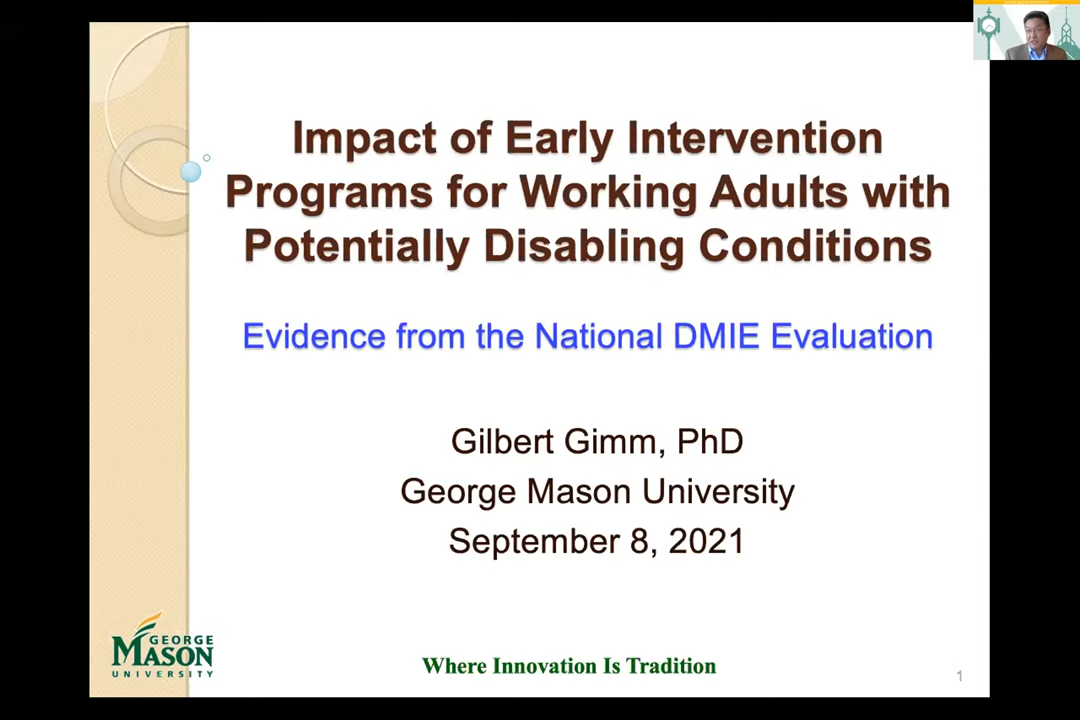 Impact of Early Intervention
Programs for Working Adults with
Potentially Disabling Conditions
Evidence from the National DMIE Evaluation
Gilbert Gimm, PhD
George Mason University
September 8, 2021
GEORGE
MASON
UNIVERSITY
Where Innovation Is Tradition
1